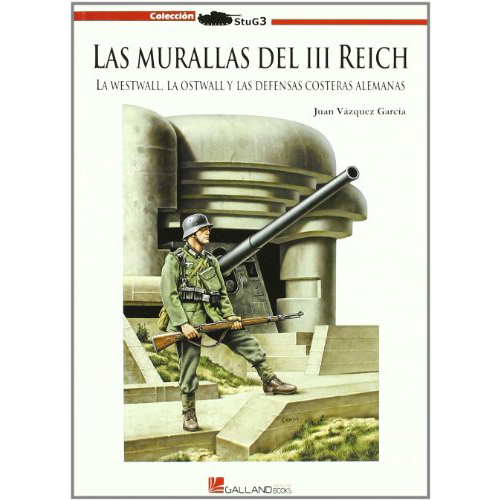 Colección StuG3
LAS MURALLAS DEL III REICH
LA WESTWALL, LA OSTWALL Y LAS DEFENSAS COSTERAS ALEMANAS
Juan Vázquez García
GALLAND BOOKS